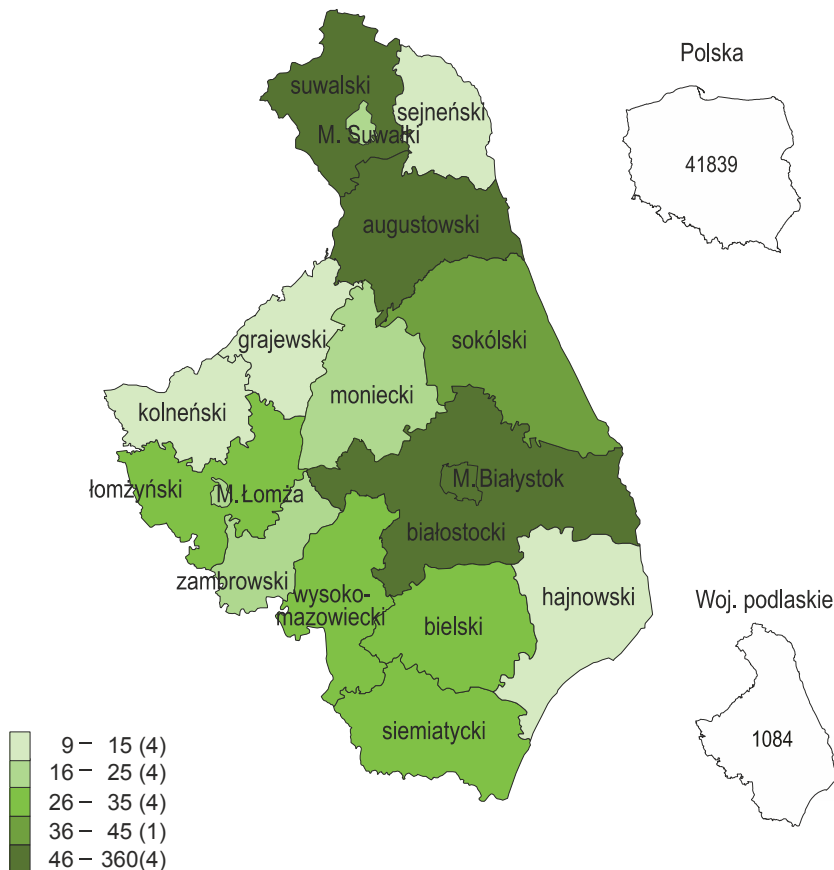 Polska
41839
suwalski
sejneński
M. Suwałki
augustowski
grajewski
sokólski
moniecki
kolneński
łomżyński
M. Łomża
M. Białystok
białostocki
zambrowski
wysoko-
mazowiecki
hajnowski
bielski
siemiatycki
Woj. podlaskie
1084
9 – 15 (4)
16 – 25 (4)
26 – 35 (4)
36 – 45 (1)
46 – 360(4)